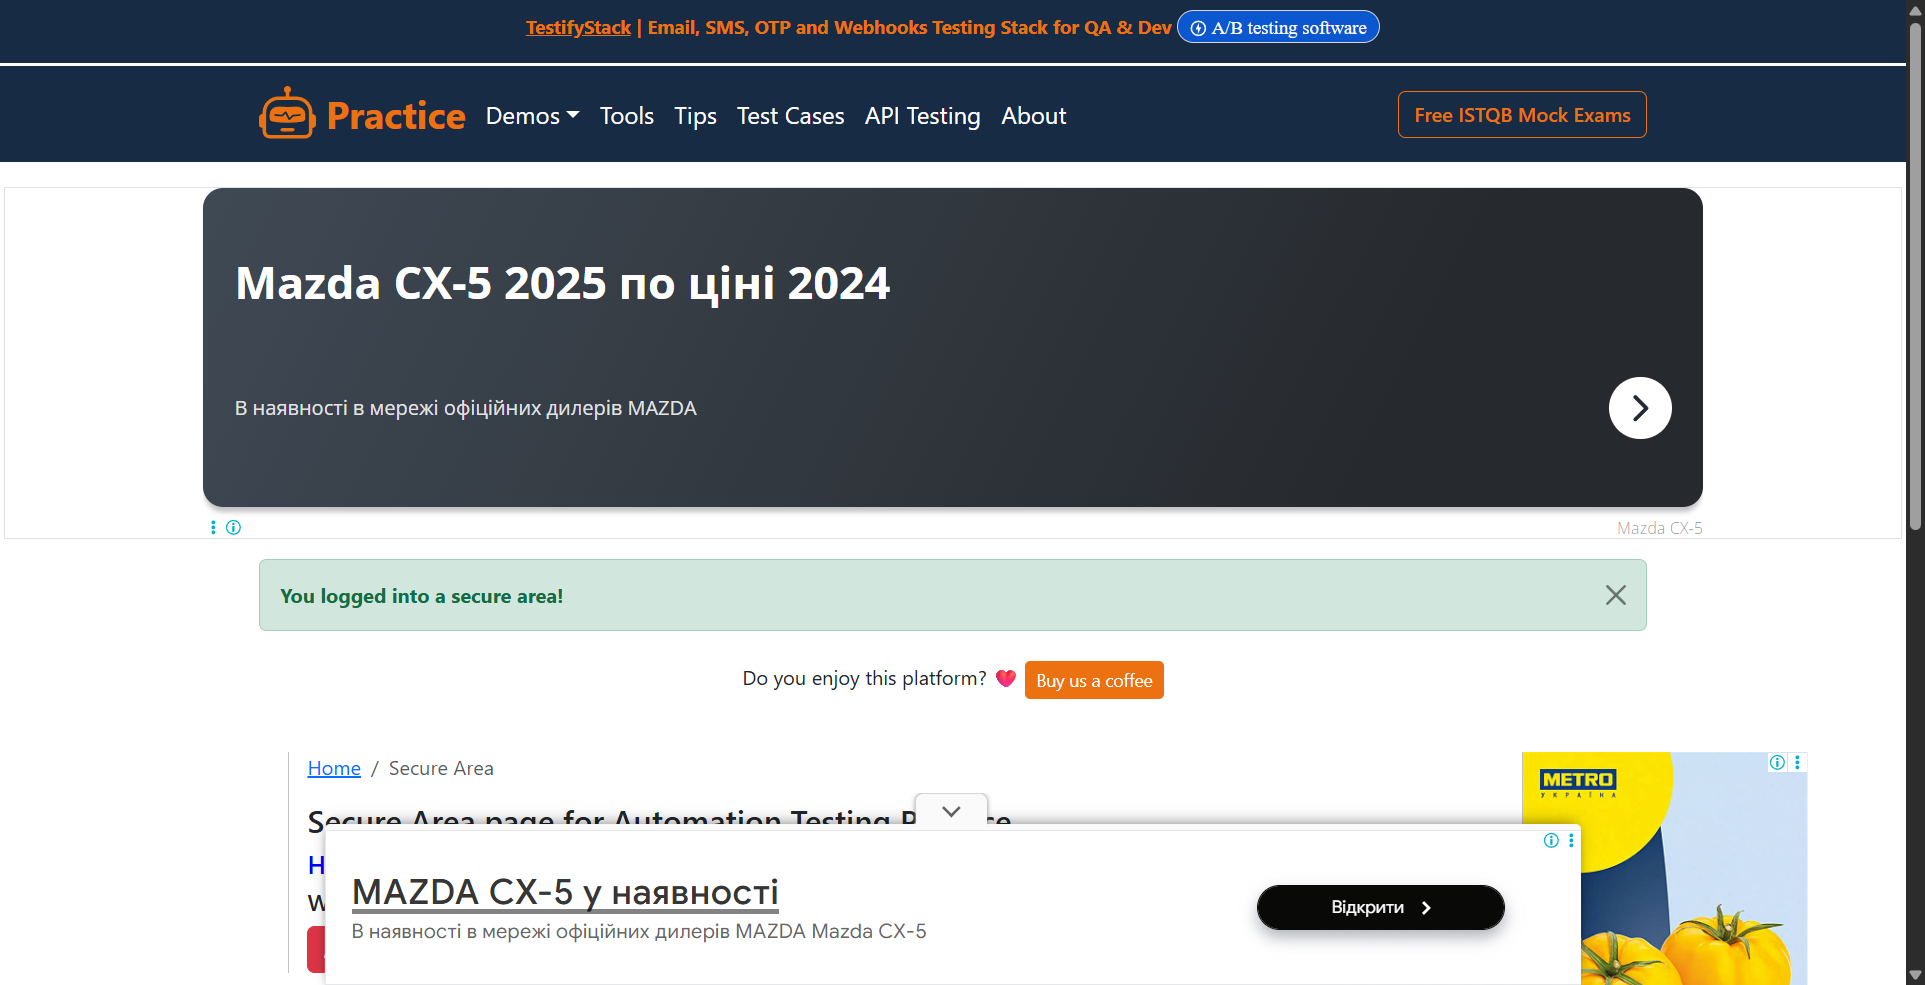 TestifyStack | Email, SMS, OTP and Webhooks Testing Stack for QA & Dev A/B testing software
Practice Demos Tools Tips Test Cases API Testing About Free ISTQB Mock Exams
Mazda CX-5 2025 по ціні 2024
В наявності в мережі офіційних дилерів MAZDA
Mazda CX-5
You logged into a secure area!
Do you enjoy this platform? Buy us a coffee
Home / Secure Area
METRO
УКРАЇНА
Secure Area page for Automation Testing Practice
MAZDA CX-5 у наявності
В наявності в мережі офіційних дилерів MAZDA Mazda CX-5
Відкрити